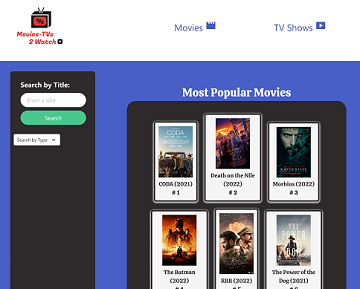 Movies-TVs
2 Watch
Movies
TV Shows
Search by Title:
Enter a title
Search
Search by Type:
Most Popular Movies
CODA
CODA (2021)
# 1
Death on the Nile
(2022)
# 2
Morbius (2022)
# 3
The Batman
(2022)
RRR (2022)
# 5
The Power of the
Dog (2021)
# 6